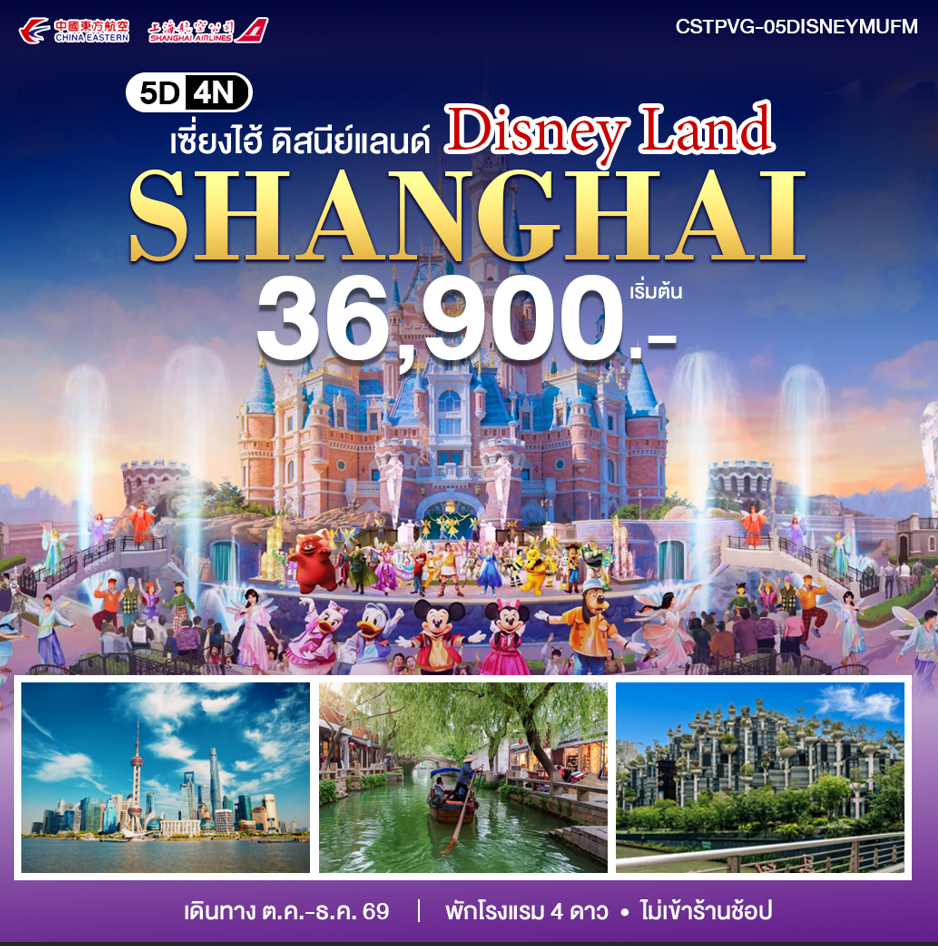 中國東方航空
CHINA EASTERN
上海航空公司
SHANGHAI AIRLINES
CSTPVG-05DISNEYMUFM
5D 4N
เซี่ยงไฮ้ ดิสนีย์แลนด์ Disney Land
SHANGHAI
36,900.-
เริ่มต้น
เดินทาง ต.ค.-ธ.ค. 69 | พักโรงแรม 4 ดาว • ไม่เข้าร้านช้อป